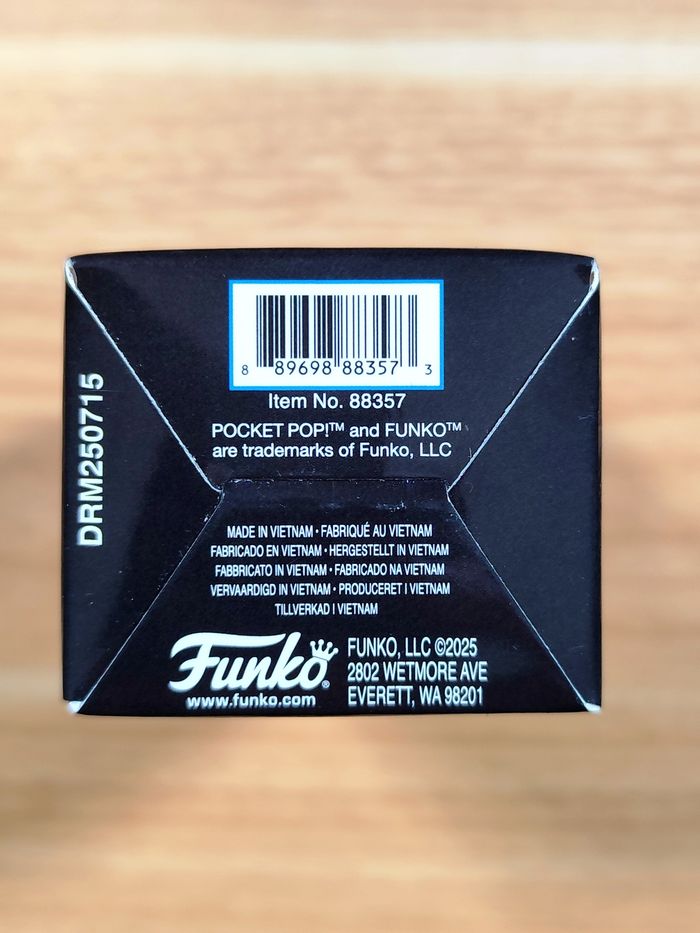 8 89698 88357 3
Item No. 88357
POCKET POP!™ and FUNKO™
are trademarks of Funko, LLC
DRM250715
MADE IN VIETNAM • FABRIQUÉ AU VIETNAM
FABRICADO EN VIETNAM • HERGESTELLT IN VIETNAM
FABBRICATO IN VIETNAM • FABRICADO NA VIETNAM
VERVAARDIGD IN VIETNAM • PRODUCERET I VIETNAM
TILLVERKAD I VIETNAM
Funko®
www.funko.com
FUNKO, LLC ©2025
2802 WETMORE AVE
EVERETT, WA 98201